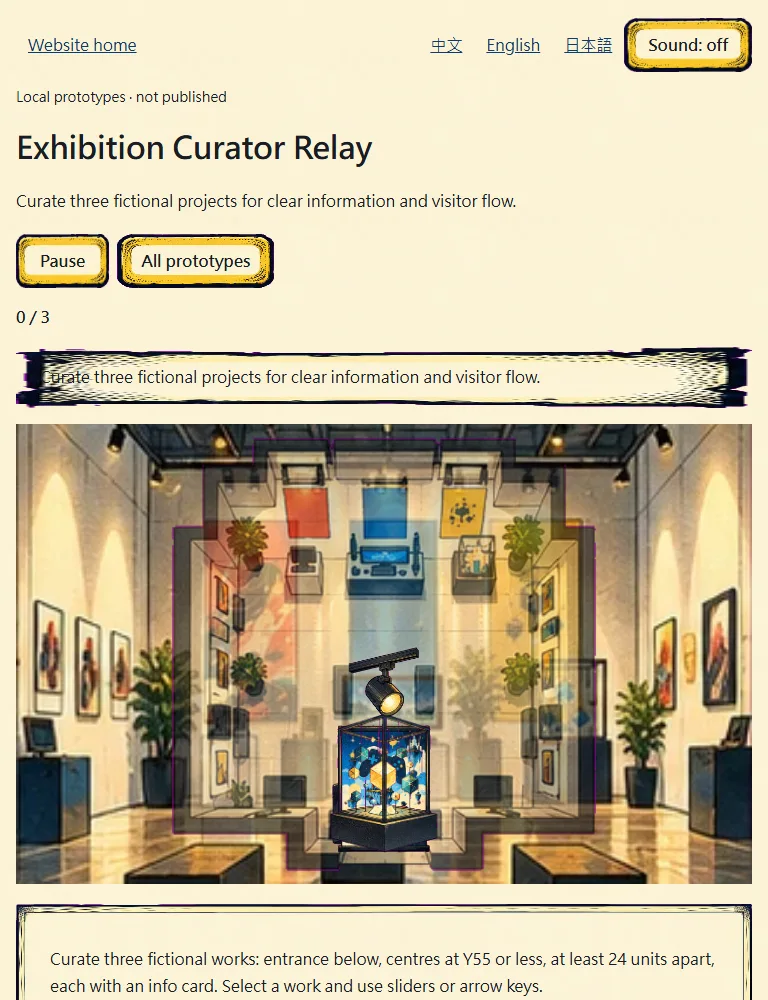 Website home
中文 English 日本語 Sound: off
Local prototypes · not published
Exhibition Curator Relay
Curate three fictional projects for clear information and visitor flow.
Pause All prototypes
0 / 3
Curate three fictional projects for clear information and visitor flow.
Curate three fictional works: entrance below, centres at Y55 or less, at least 24 units apart,
each with an info card. Select a work and use sliders or arrow keys.